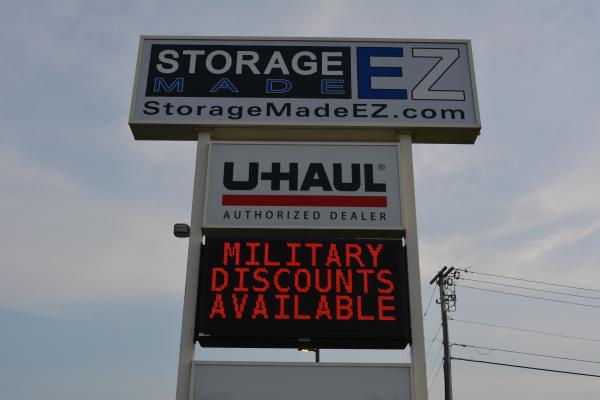 STORAGE EZ
MADE
StorageMadeEZ.com
U-HAUL®
AUTHORIZED DEALER
MILITARY
DISCOUNTS
AVAILABLE